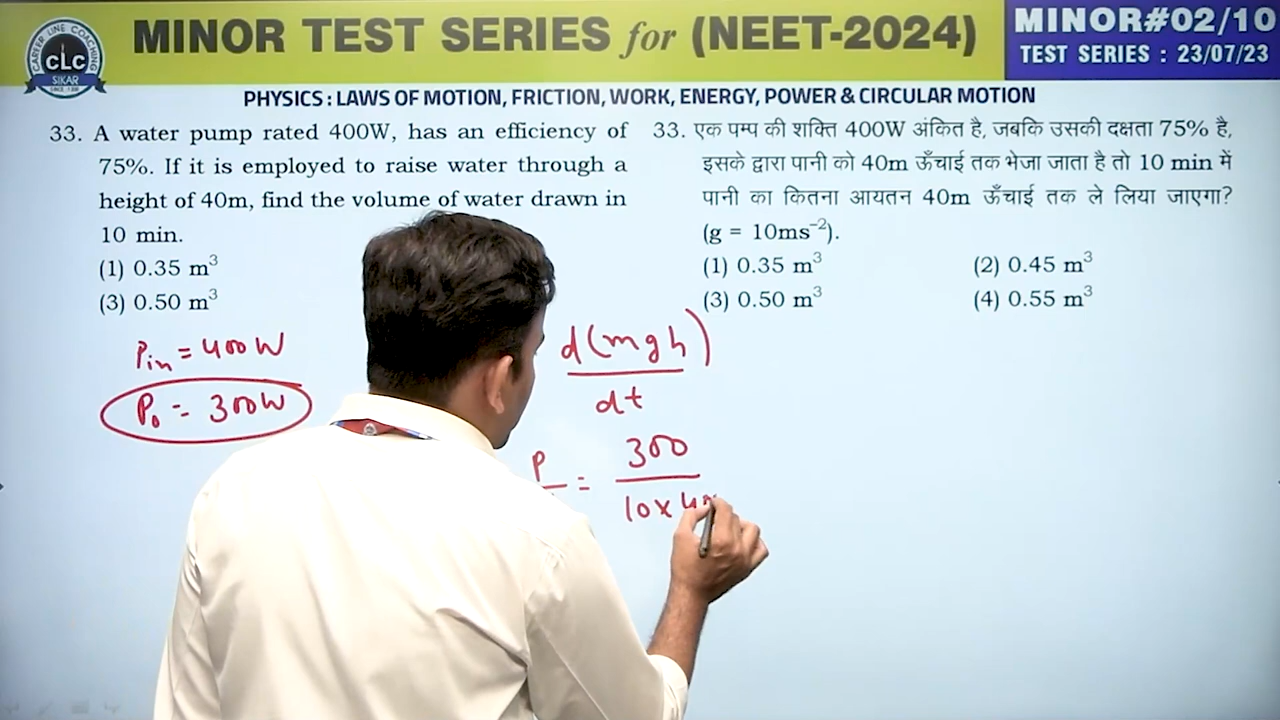 CAREER LINE COACHING
CLC
SIKAR
SINCE-1996
MINOR TEST SERIES for (NEET-2024)
MINOR#02/10
TEST SERIES : 23/07/23
PHYSICS : LAWS OF MOTION, FRICTION, WORK, ENERGY, POWER & CIRCULAR MOTION
33. A water pump rated 400W, has an efficiency of
75%. If it is employed to raise water through a
height of 40m, find the volume of water drawn in
10 min.
(1) 0.35 m³
(3) 0.50 m³
33. एक पम्प की शक्ति 400W अंकित है, जबकि उसकी दक्षता 75% है,
इसके द्वारा पानी को 40m ऊँचाई तक भेजा जाता है तो 10 min में
पानी का कितना आयतन 40m ऊँचाई तक ले लिया जाएगा?
(g = 10ms⁻²).
(1) 0.35 m³ (2) 0.45 m³
(3) 0.50 m³ (4) 0.55 m³
Pin = 400W
P₀ = 300W
d(mgh)
dt
P = 300
10 x 40